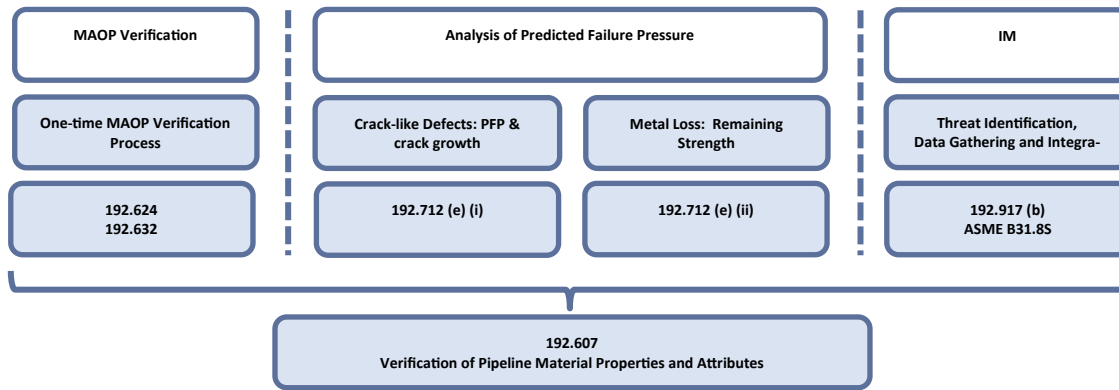 MAOP Verification
Analysis of Predicted Failure Pressure
IM
One-time MAOP Verification
Process
Crack-like Defects: PFP &
crack growth
Metal Loss:  Remaining
Strength
Threat Identification,
Data Gathering and Integra-
192.624
192.632
192.712 (e) (i)
192.712 (e) (ii)
192.917 (b)
ASME B31.8S
192.607
Verification of Pipeline Material Properties and Attributes